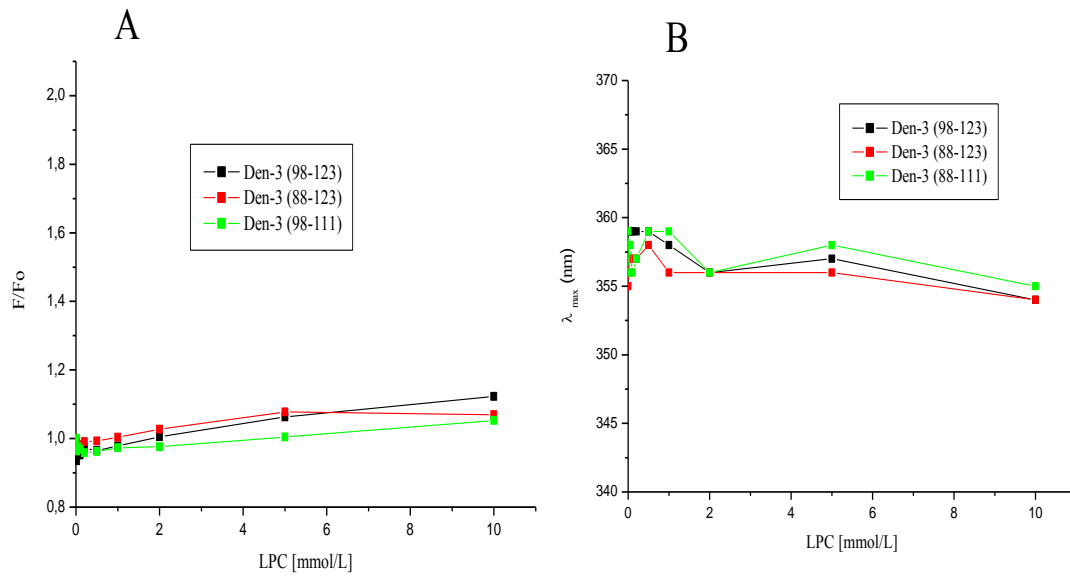 A
2,0
1,8
1,6
1,4
1,2
1,0
0,8
F/Fo
0
2
4
6
8
10
LPC [mmol/L]
Den-3 (98-123)
Den-3 (88-123)
Den-3 (98-111)
B
370
365
360
355
350
345
340
λ max (nm)
0
2
4
6
8
10
LPC [mmol/L]
Den-3 (98-123)
Den-3 (88-123)
Den-3 (88-111)